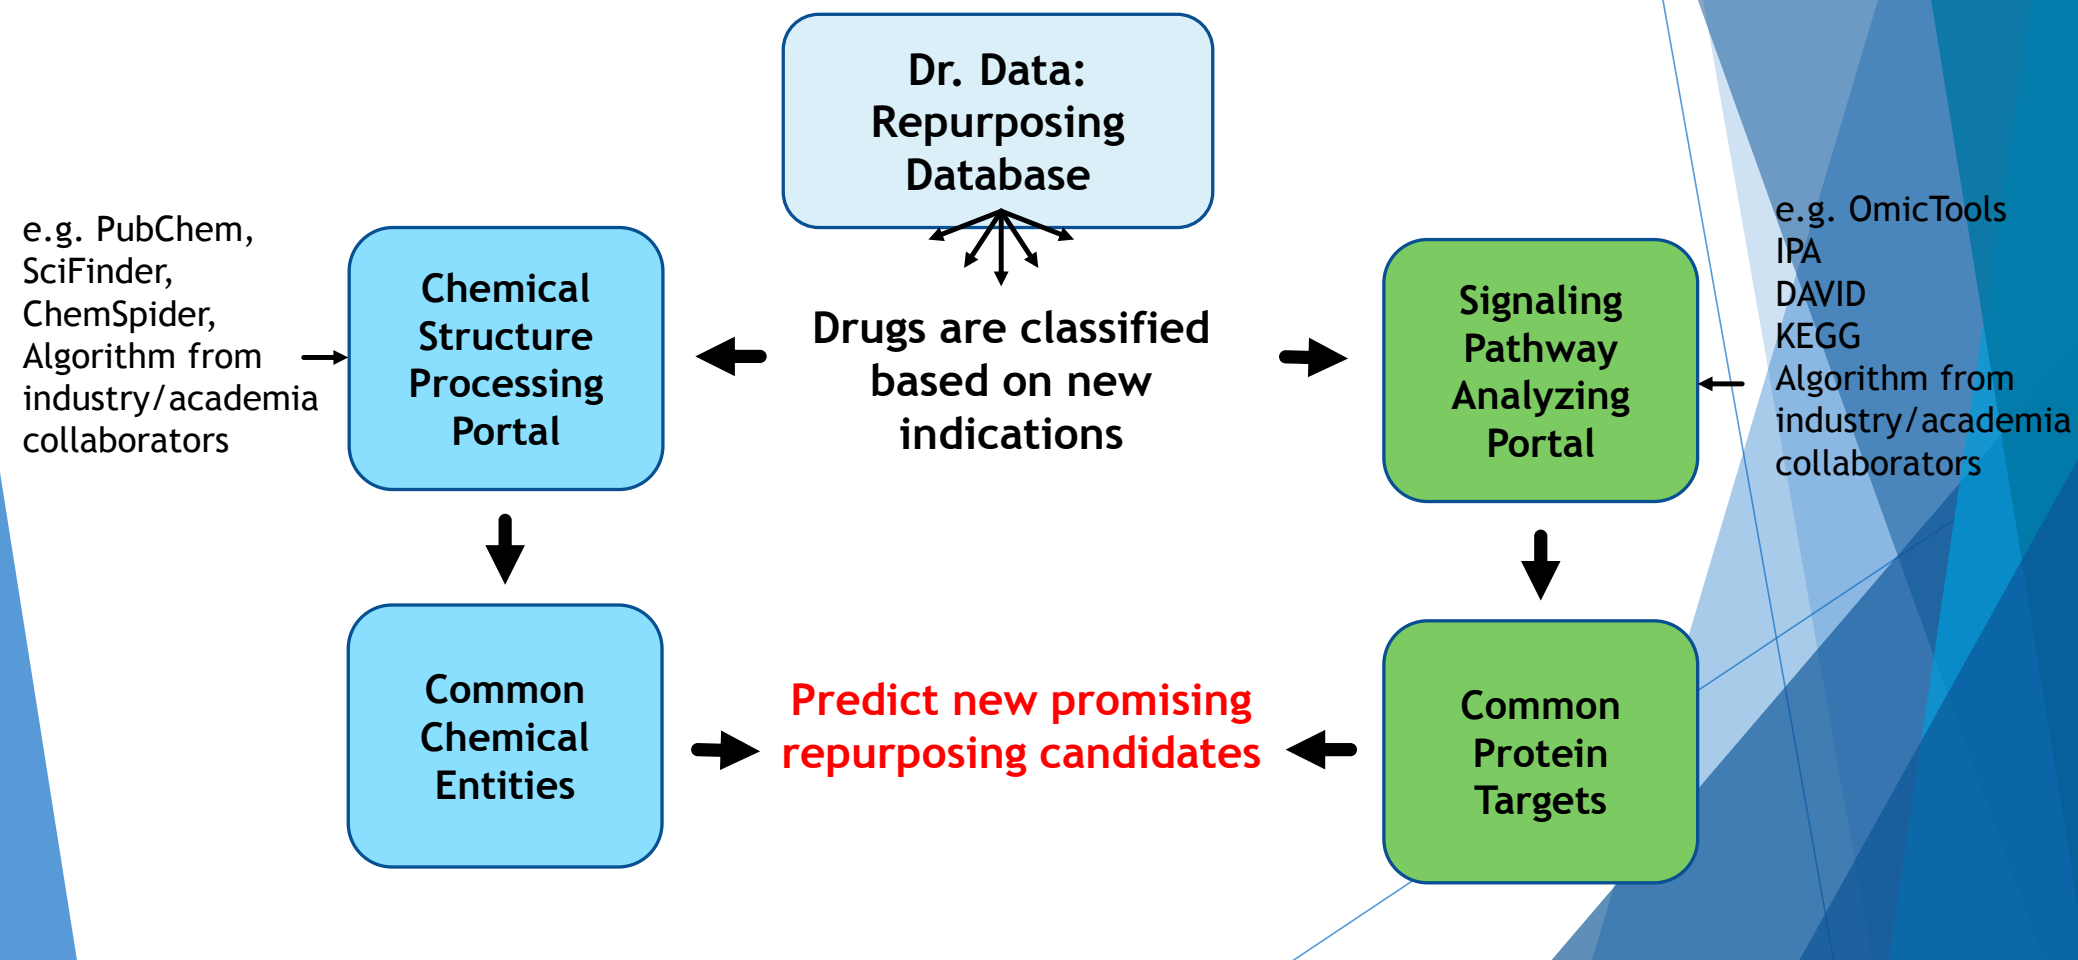 Dr. Data:
Repurposing
Database
e.g. PubChem,
SciFinder,
ChemSpider,
Algorithm from
industry/academia
collaborators
Chemical
Structure
Processing
Portal
Drugs are classified
based on new
indications
Signaling
Pathway
Analyzing
Portal
e.g. OmicTools
IPA
DAVID
KEGG
Algorithm from
industry/academia
collaborators
Common
Chemical
Entities
Predict new promising
repurposing candidates
Common
Protein
Targets